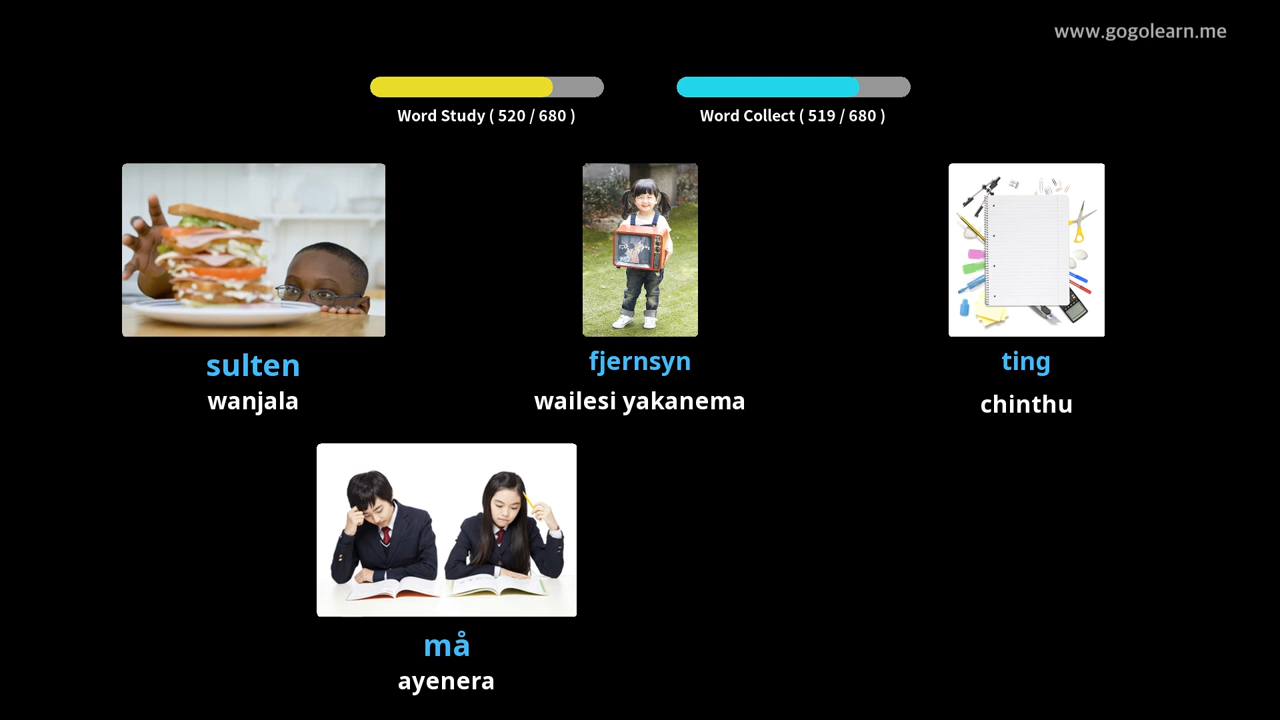 www.gogolearn.me
Word Study ( 520 / 680 )
Word Collect ( 519 / 680 )
sulten
wanjala
fjernsyn
wailesi yakanema
ting
chinthu
må
ayenera